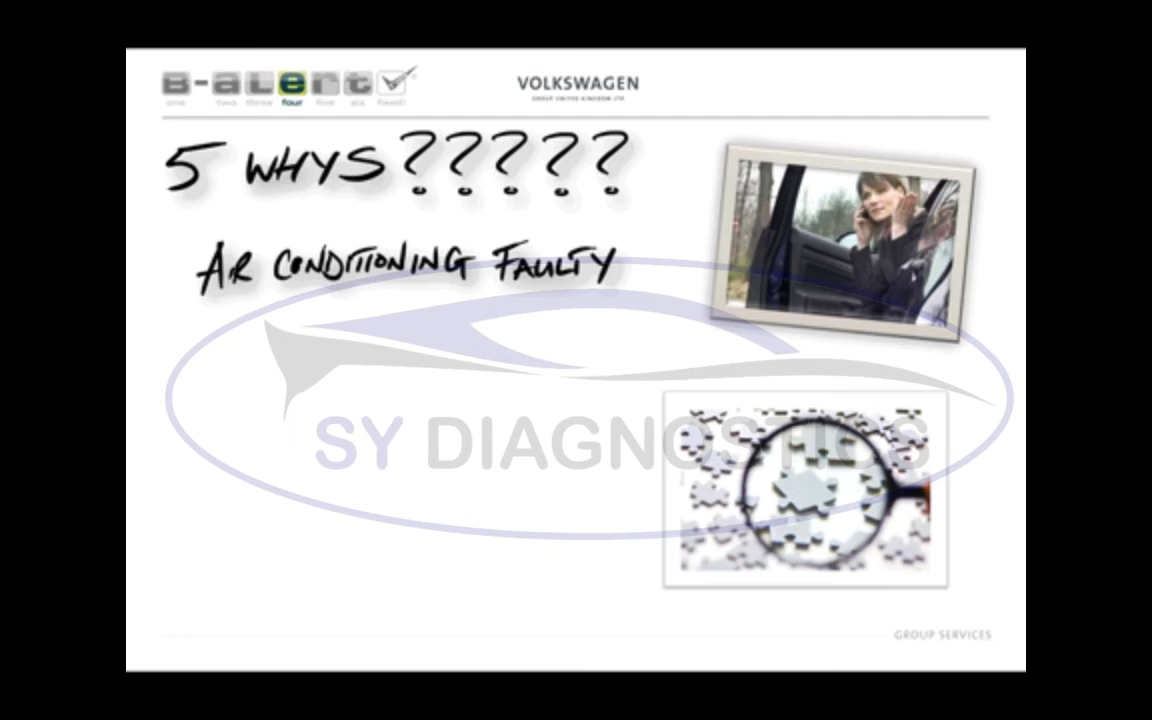 B-aLert
one two three four five six fixed!
VOLKSWAGEN
GROUP UNITED KINGDOM LTD
5 WHYS ?????
AIR CONDITIONING FAULTY
SY DIAGNOSTICS
GROUP SERVICES